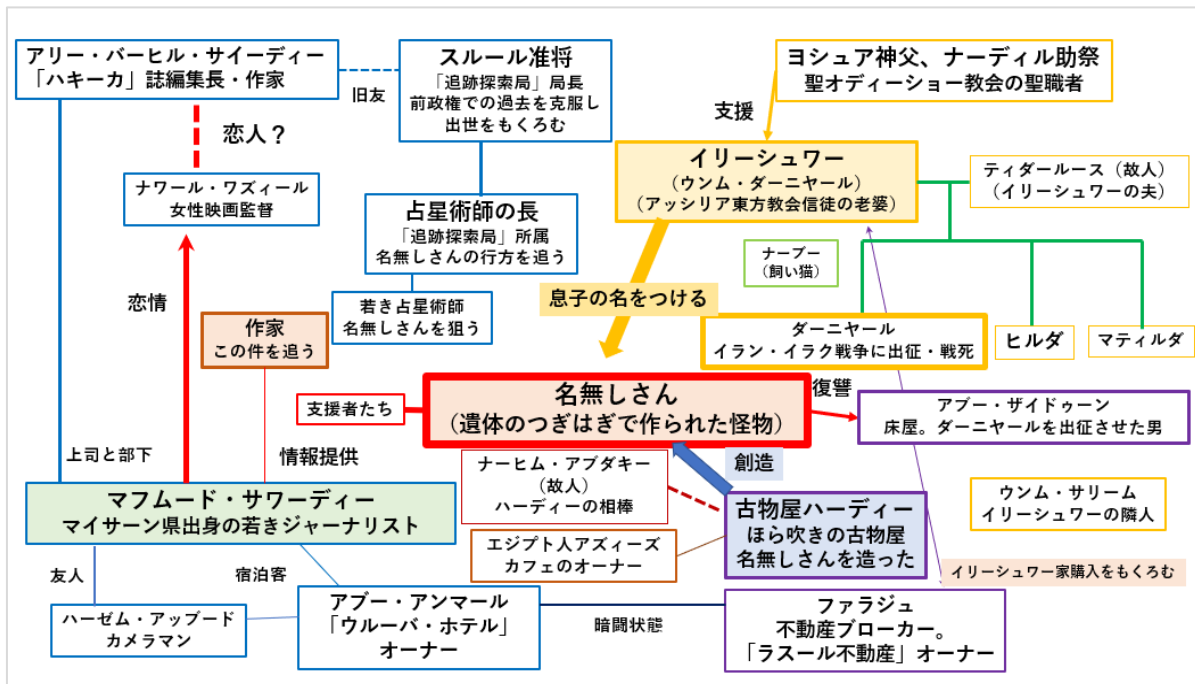 アリー・バーヒル・サイーディー
「ハキーカ」誌編集長・作家
旧友
スルール准将
「追跡探索局」局長
前政権での過去を克服し
出世をもくろむ
ヨシュア神父、ナーディル助祭
聖オディーショー教会の聖職者
支援
恋人？
イリーシュワー
（ウンム・ダーニヤール）
（アッシリア東方教会信徒の老婆）
ティダールース（故人）
（イリーシュワーの夫）
ナワール・ワズィール
女性映画監督
占星術師の長
「追跡探索局」所属
名無しさんの行方を追う
ナーブー
（飼い猫）
恋情
若き占星術師
名無しさんを狙う
息子の名をつける
作家
この件を追う
ダーニヤール
イラン・イラク戦争に出征・戦死
ヒルダ
マティルダ
支援者たち
名無しさん
（遺体のつぎはぎで作られた怪物）
復讐
アブー・ザイドゥーン
床屋。ダーニヤールを出征させた男
上司と部下
情報提供
ナーヒム・アブダキー
（故人）
ハーディーの相棒
創造
マフムード・サワーディー
マイサーン県出身の若きジャーナリスト
古物屋ハーディー
ほら吹きの古物屋
名無しさんを造った
ウンム・サリーム
イリーシュワーの隣人
エジプト人アズィーズ
カフェのオーナー
友人
宿泊客
イリーシュワー家購入をもくろむ
ハーゼム・アップード
カメラマン
アブー・アンマール
「ウルーバ・ホテル」
オーナー
暗闘状態
ファラジュ
不動産ブローカー。
「ラスール不動産」オーナー